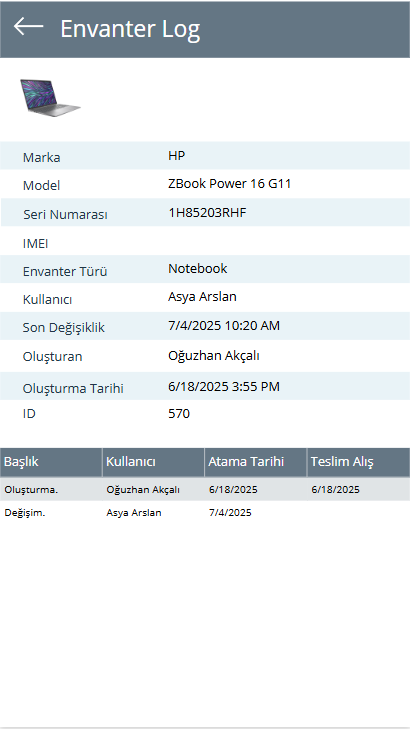 Envanter Log
Marka HP
Model ZBook Power 16 G11
Seri Numarası 1H85203RHF
IMEI
Envanter Türü Notebook
Kullanıcı Asya Arslan
Son Değişiklik 7/4/2025 10:20 AM
Oluşturan Oğuzhan Akçalı
Oluşturma Tarihi 6/18/2025 3:55 PM
ID 570
Başlık Kullanıcı Atama Tarihi Teslim Alış
Oluşturma. Oğuzhan Akçalı 6/18/2025 6/18/2025
Değişim. Asya Arslan 7/4/2025